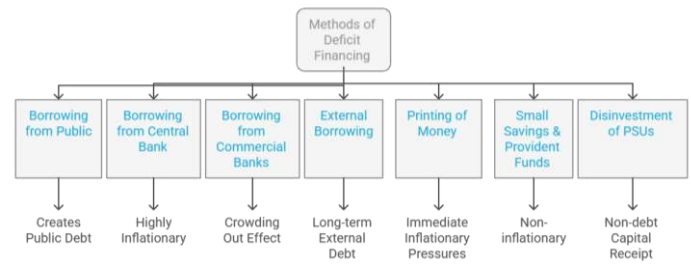 Methods of
Deficit
Financing
Borrowing
from Public
Borrowing
from Central
Bank
Borrowing
from
Commercial
Banks
External
Borrowing
Printing of
Money
Small
Savings &
Provident
Funds
Disinvestment
of PSUs
Creates
Public Debt
Highly
Inflationary
Crowding
Out Effect
Long-term
External
Debt
Immediate
Inflationary
Pressures
Non-
inflationary
Non-debt
Capital
Receipt